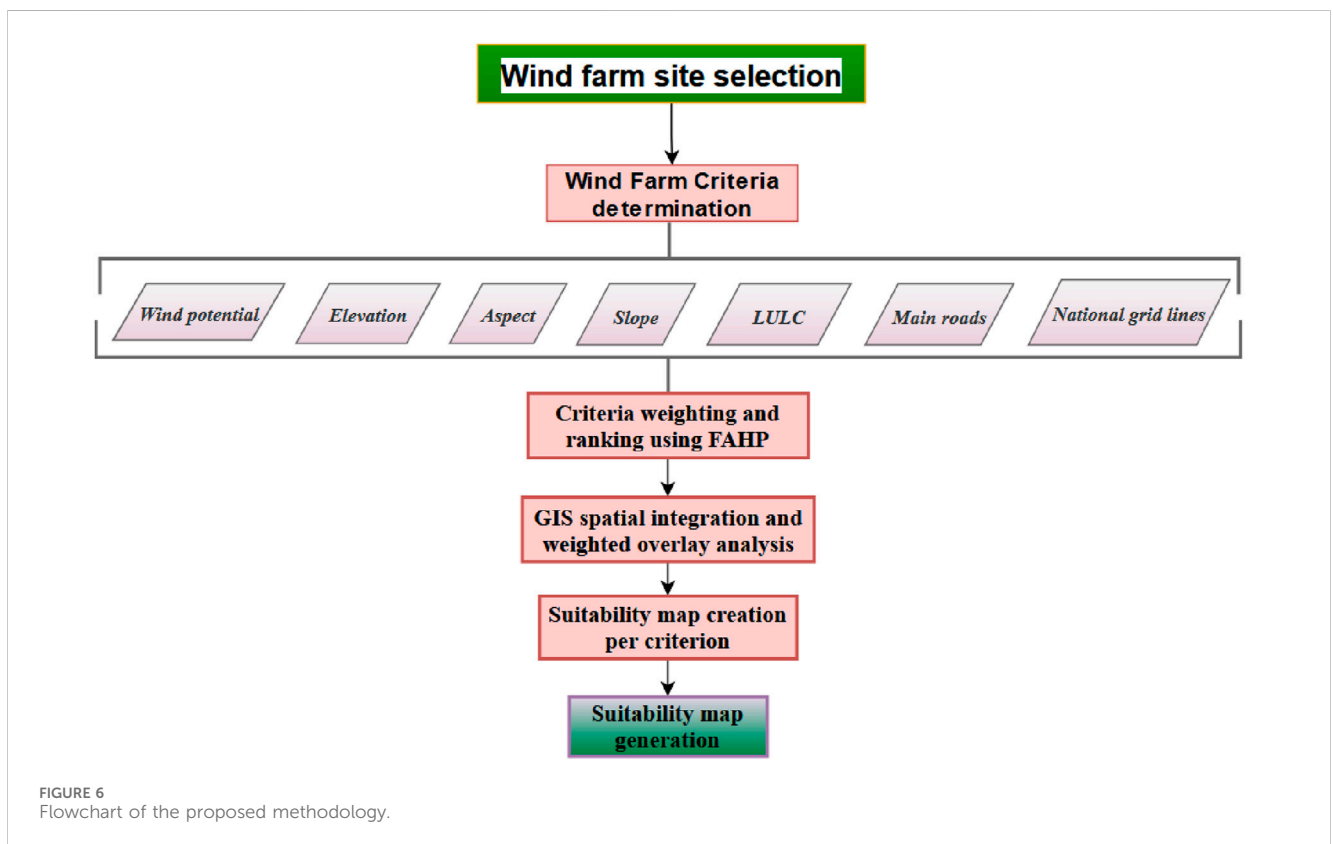 Wind farm site selection
Wind Farm Criteria
determination
Wind potential
Elevation
Aspect
Slope
LULC
Main roads
National grid lines
Criteria weighting and
ranking using FAHP
GIS spatial integration and
weighted overlay analysis
Suitability map creation
per criterion
Suitability map
generation
FIGURE 6
Flowchart of the proposed methodology.